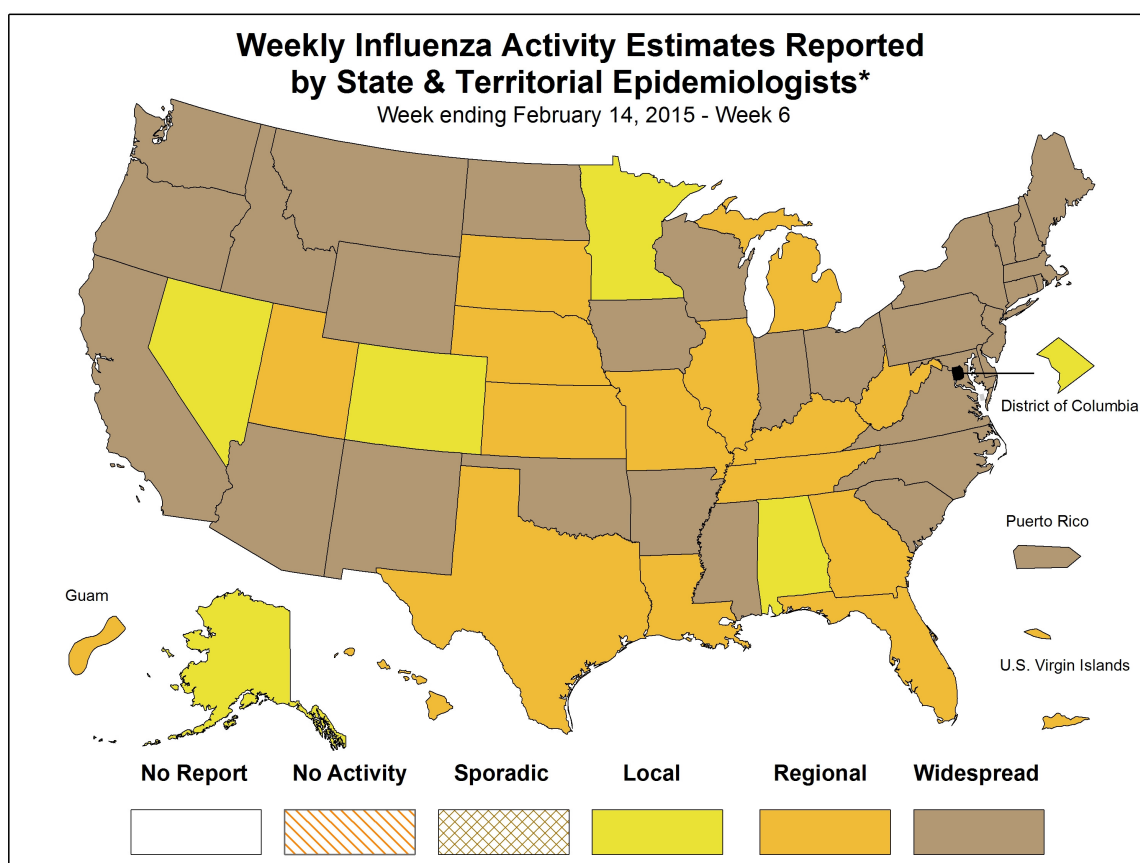 Weekly Influenza Activity Estimates Reported
by State & Territorial Epidemiologists*
Week ending February 14, 2015 - Week 6
District of Columbia
Puerto Rico
Guam
U.S. Virgin Islands
No Report No Activity Sporadic Local Regional Widespread